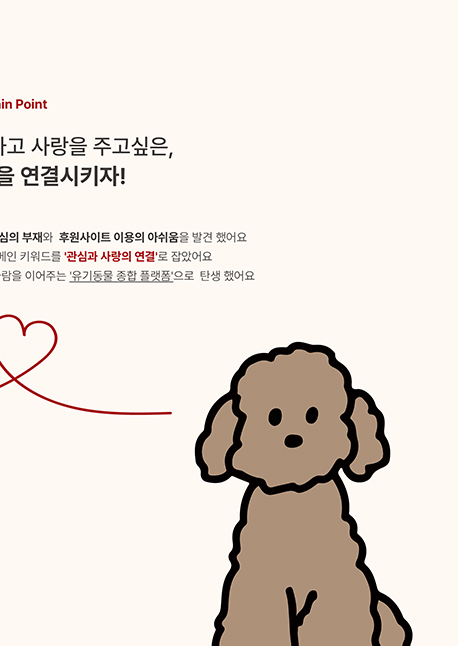 in Point
하고 사랑을 주고싶은,
을 연결시키자!
심의 부재와 후원사이트 이용의 아쉬움을 발견 했어요
메인 키워드를 '관심과 사랑의 연결'로 잡았어요
사람을 이어주는 '유기동물 종합 플랫폼'으로 탄생 했어요